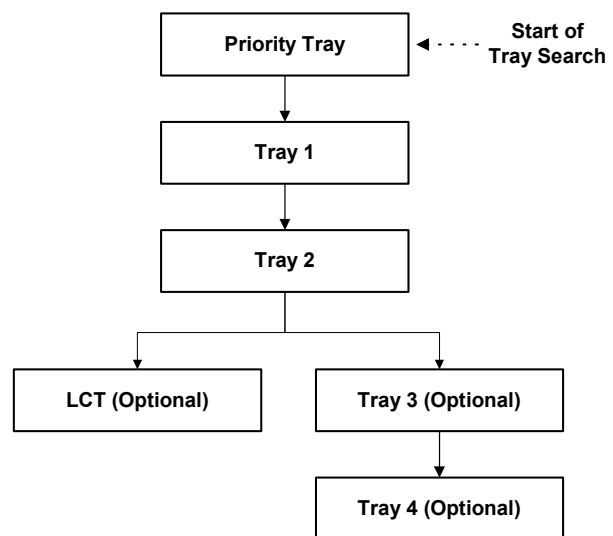 Priority Tray
Start of
Tray Search
Tray 1
Tray 2
LCT (Optional)
Tray 3 (Optional)
Tray 4 (Optional)